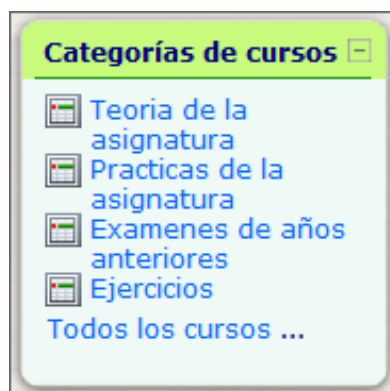 Categorías de cursos
Teoria de la
asignatura
Practicas de la
asignatura
Examenes de años
anteriores
Ejercicios
Todos los cursos ...